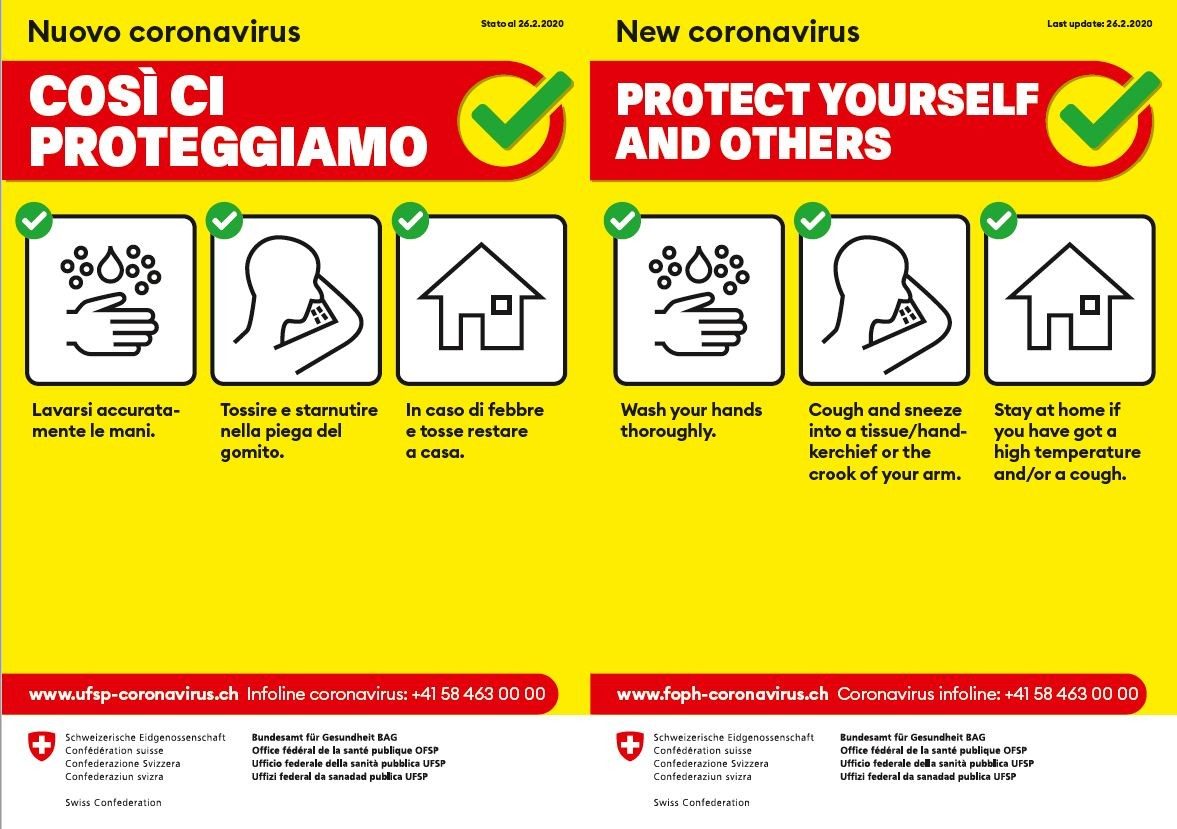 Nuovo coronavirus
Stato al 26.2.2020
COSÌ CI
PROTEGGIAMO
Lavarsi accurata-
mente le mani.
Tossire e starnutire
nella piega del
gomito.
In caso di febbre
e tosse restare
a casa.
www.ufsp-coronavirus.ch Infoline coronavirus: +41 58 463 00 00
Schweizerische Eidgenossenschaft
Confédération suisse
Confederazione Svizzera
Confederaziun svizra
Swiss Confederation
Bundesamt für Gesundheit BAG
Office fédéral de la santé publique OFSP
Ufficio federale della sanità pubblica UFSP
Uffizi federal da sanadad publica UFSP
New coronavirus
Last update: 26.2.2020
PROTECT YOURSELF
AND OTHERS
Wash your hands
thoroughly.
Cough and sneeze
into a tissue/hand-
kerchief or the
crook of your arm.
Stay at home if
you have got a
high temperature
and/or a cough.
www.foph-coronavirus.ch Coronavirus infoline: +41 58 463 00 00
Schweizerische Eidgenossenschaft
Confédération suisse
Confederazione Svizzera
Confederaziun svizra
Swiss Confederation
Bundesamt für Gesundheit BAG
Office fédéral de la santé publique OFSP
Ufficio federale della sanità pubblica UFSP
Uffizi federal da sanadad publica UFSP